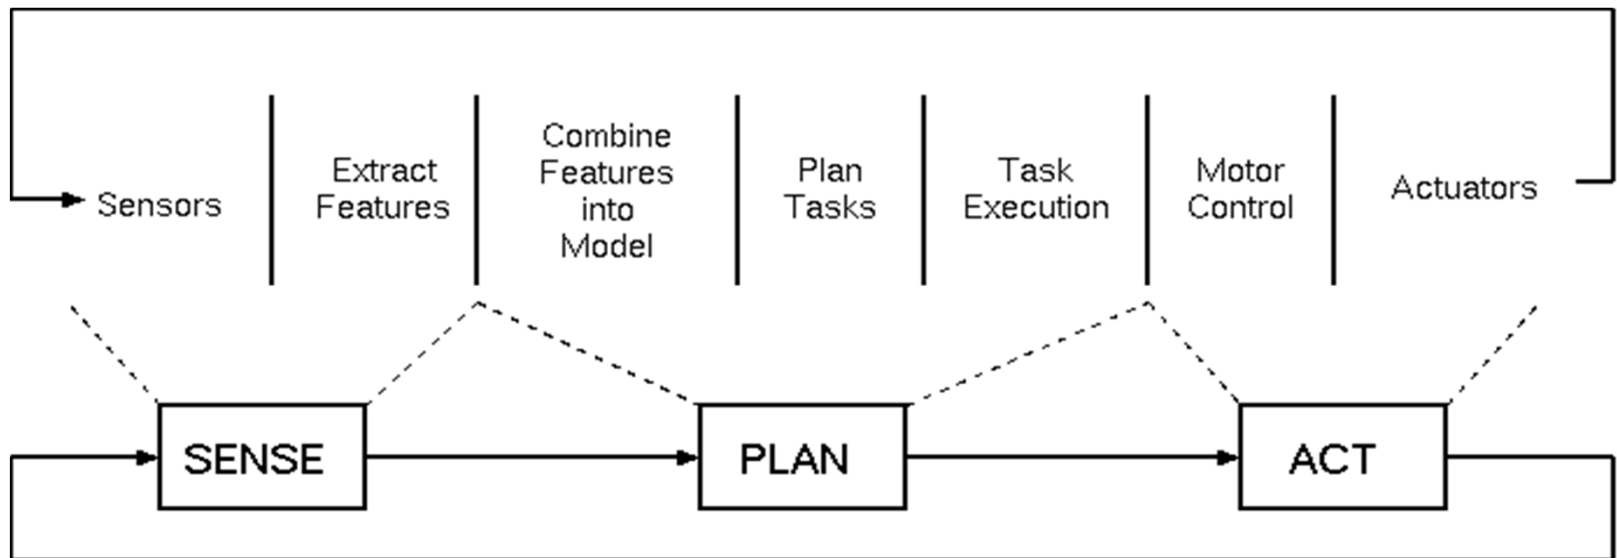 Sensors
Extract
Features
Combine
Features
into
Model
Plan
Tasks
Task
Execution
Motor
Control
Actuators
SENSE
PLAN
ACT